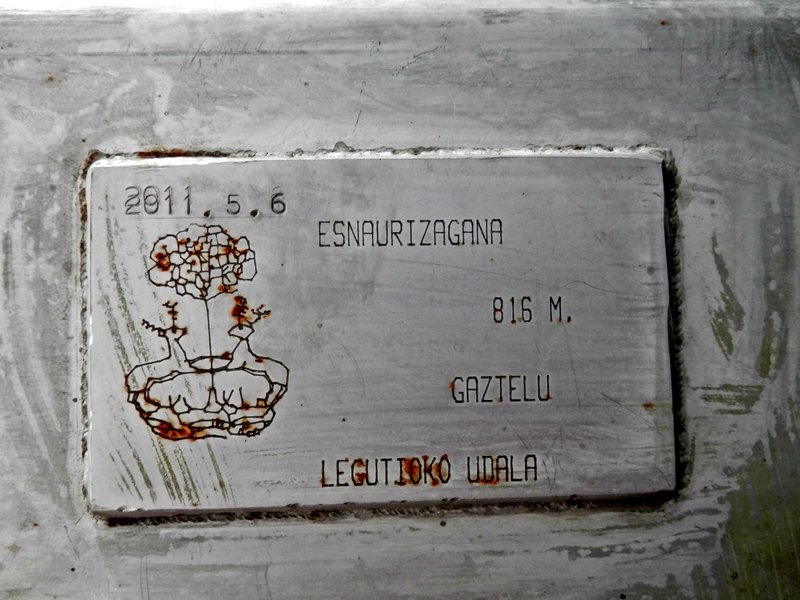 2011.5.6
ESNAURIZAGANA
816 M.
GAZTELU
LEGUTIOKO UDALA